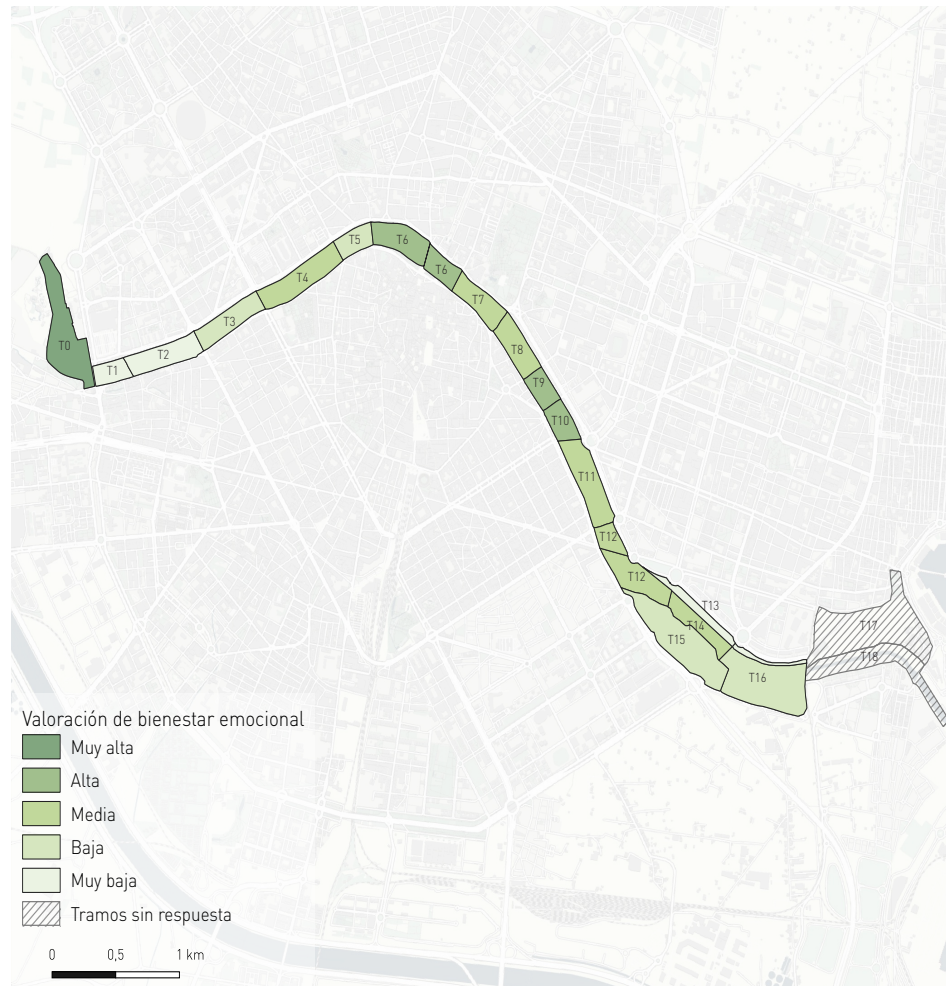 T0
T1
T2
T3
T4
T5
T6
T6
T7
T8
T9
T10
T11
T12
T12
T13
T14
T15
T16
T17
T18
Valoración de bienestar emocional
Muy alta
Alta
Media
Baja
Muy baja
Tramos sin respuesta
0 0,5 1 km